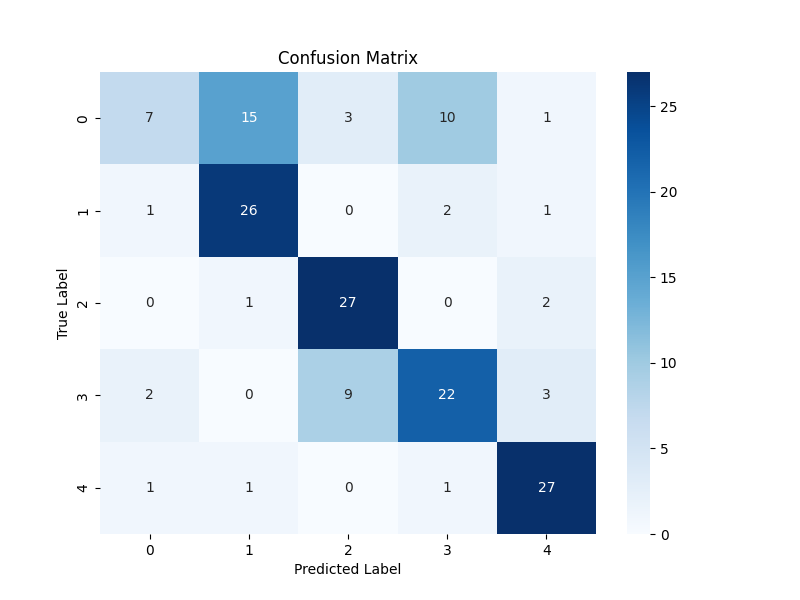 Confusion Matrix
True Label
0 7 15 3 10 1
1 1 26 0 2 1
2 0 1 27 0 2
3 2 0 9 22 3
4 1 1 0 1 27
0 1 2 3 4
Predicted Label
25
20
15
10
5
0